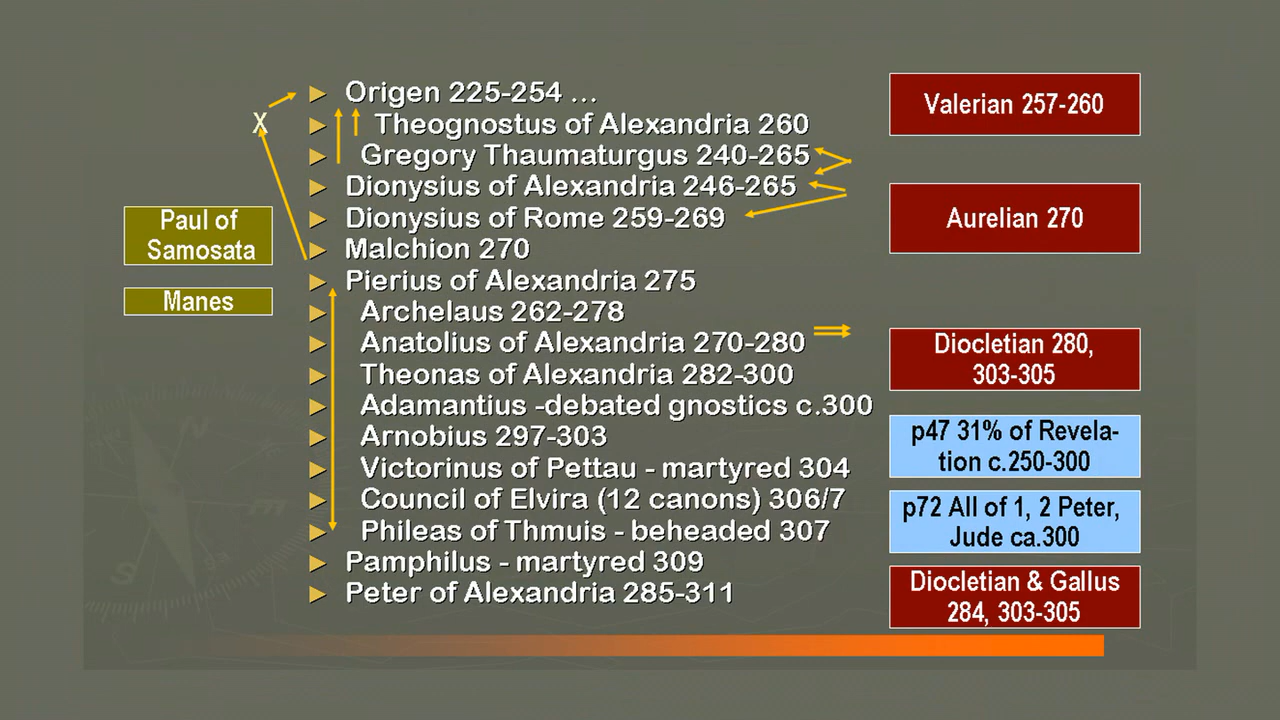 Origen 225-254 ...
X
Theognostus of Alexandria 260
Gregory Thaumaturgus 240-265
Dionysius of Alexandria 246-265
Dionysius of Rome 259-269
Malchion 270
Pierius of Alexandria 275
Archelaus 262-278
Anatolius of Alexandria 270-280
Theonas of Alexandria 282-300
Adamantius -debated gnostics c.300
Arnobius 297-303
Victorinus of Pettau - martyred 304
Council of Elvira (12 canons) 306/7
Phileas of Thmuis - beheaded 307
Pamphilus - martyred 309
Peter of Alexandria 285-311
Paul of
Samosata
Manes
Valerian 257-260
Aurelian 270
Diocletian 280,
303-305
p47 31% of Revela-
tion c.250-300
p72 All of 1, 2 Peter,
Jude ca.300
Diocletian & Gallus
284, 303-305
N
S